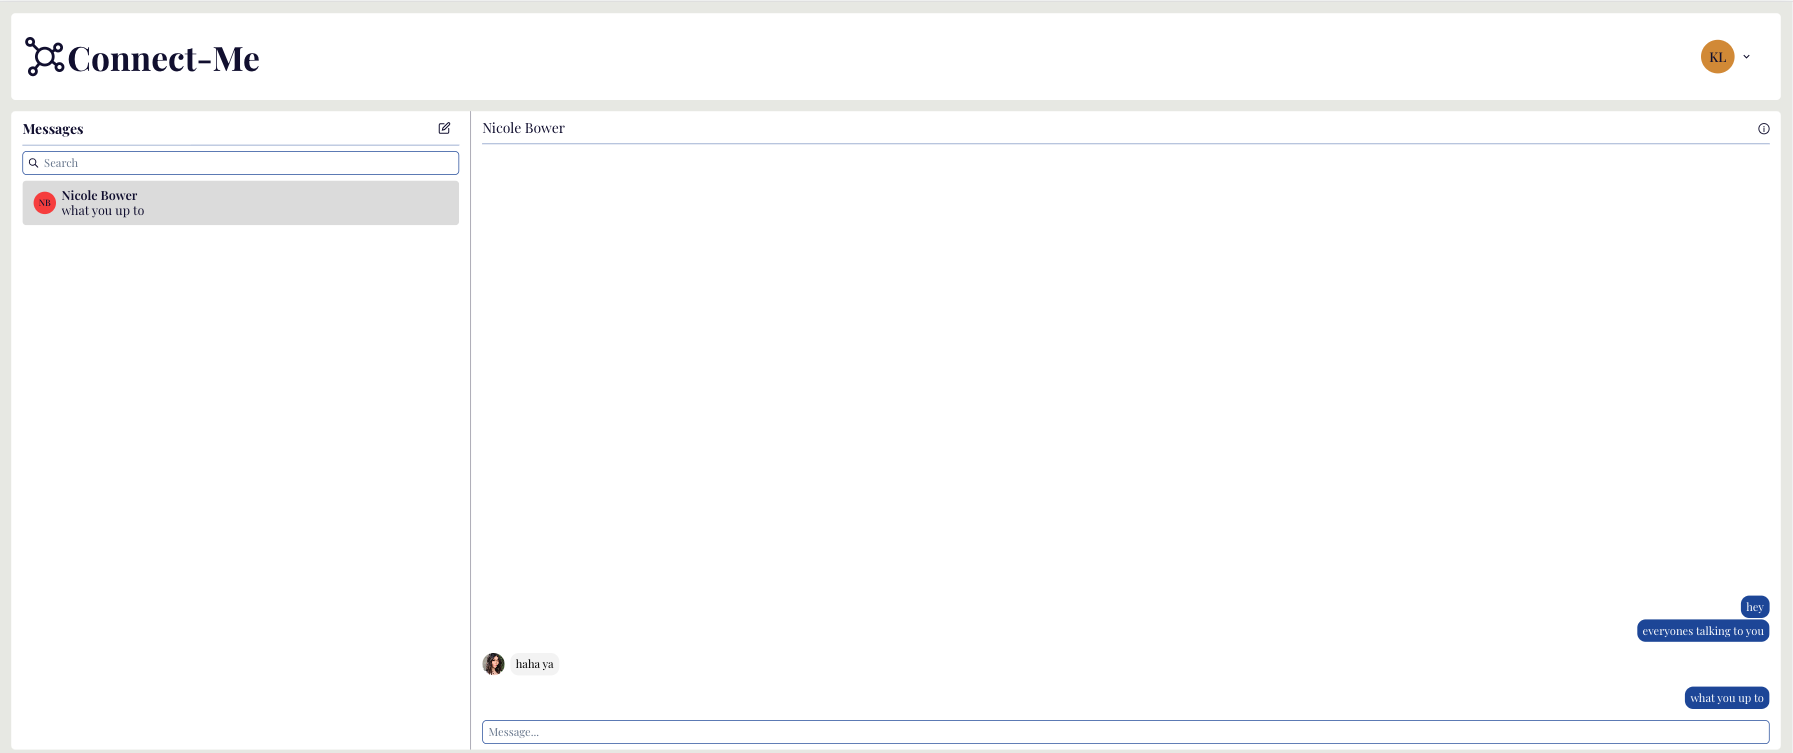 Connect-Me
KL
Messages
Search
NB
Nicole Bower
what you up to
Nicole Bower
hey
everyones talking to you
haha ya
what you up to
Message...